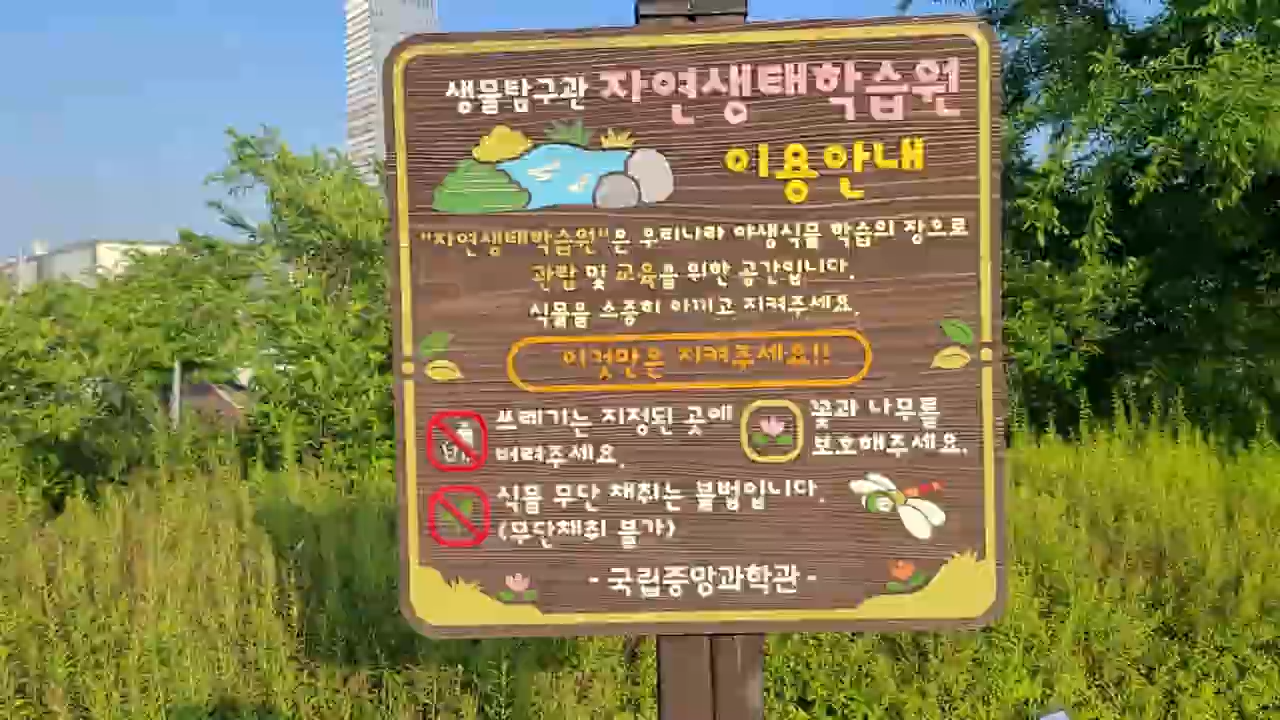 생물탐구관 자연생태학습원
이용안내
"자연생태학습원"은 우리나라 야생식물 학습의 장으로
관람 및 교육을 위한 공간입니다.
식물을 소중히 아끼고 지켜주세요.
이것만은 지켜주세요!!
쓰레기는 지정된 곳에
버려주세요.
꽃과 나무를
보호해주세요.
식물 무단 채취는 불법입니다.
(무단채취 불가)
- 국립중앙과학관 -